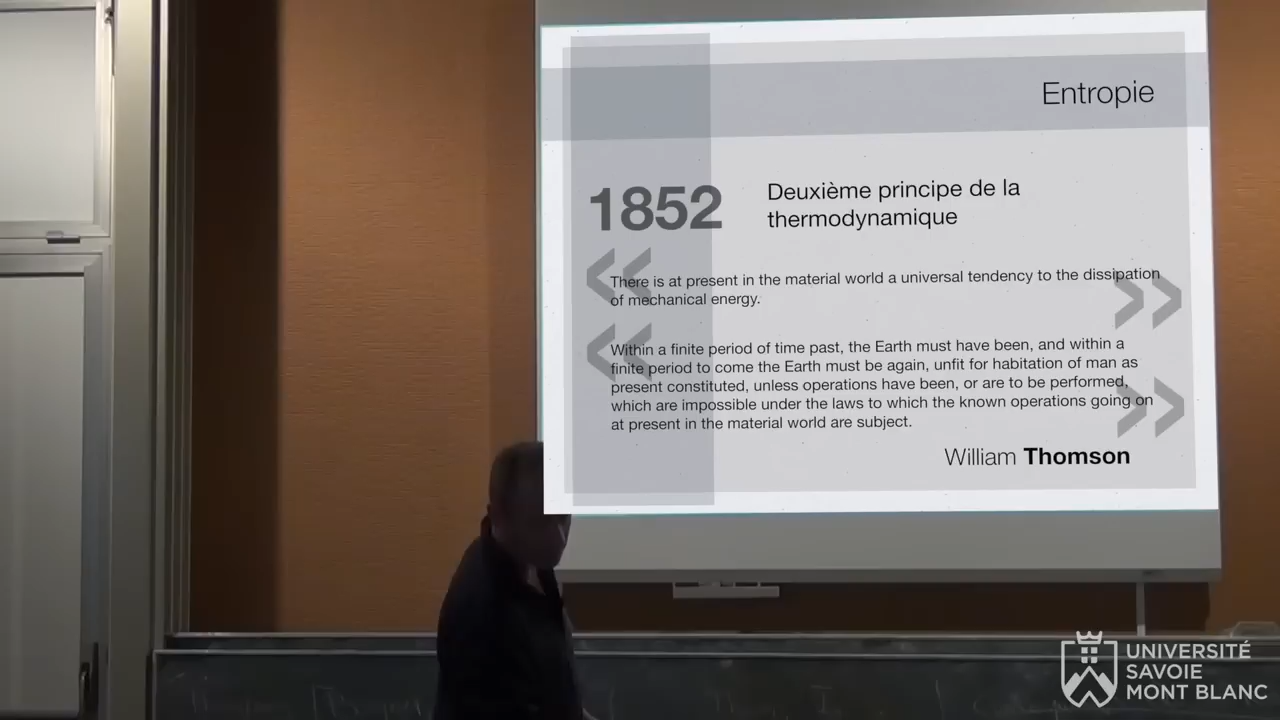 Entropie
1852
Deuxième principe de la
thermodynamique
There is at present in the material world a universal tendency to the dissipation
of mechanical energy.
Within a finite period of time past, the Earth must have been, and within a
finite period to come the Earth must be again, unfit for habitation of man as
present constituted, unless operations have been, or are to be performed,
which are impossible under the laws to which the known operations going on
at present in the material world are subject.
William Thomson
UNIVERSITÉ
SAVOIE
MONT BLANC